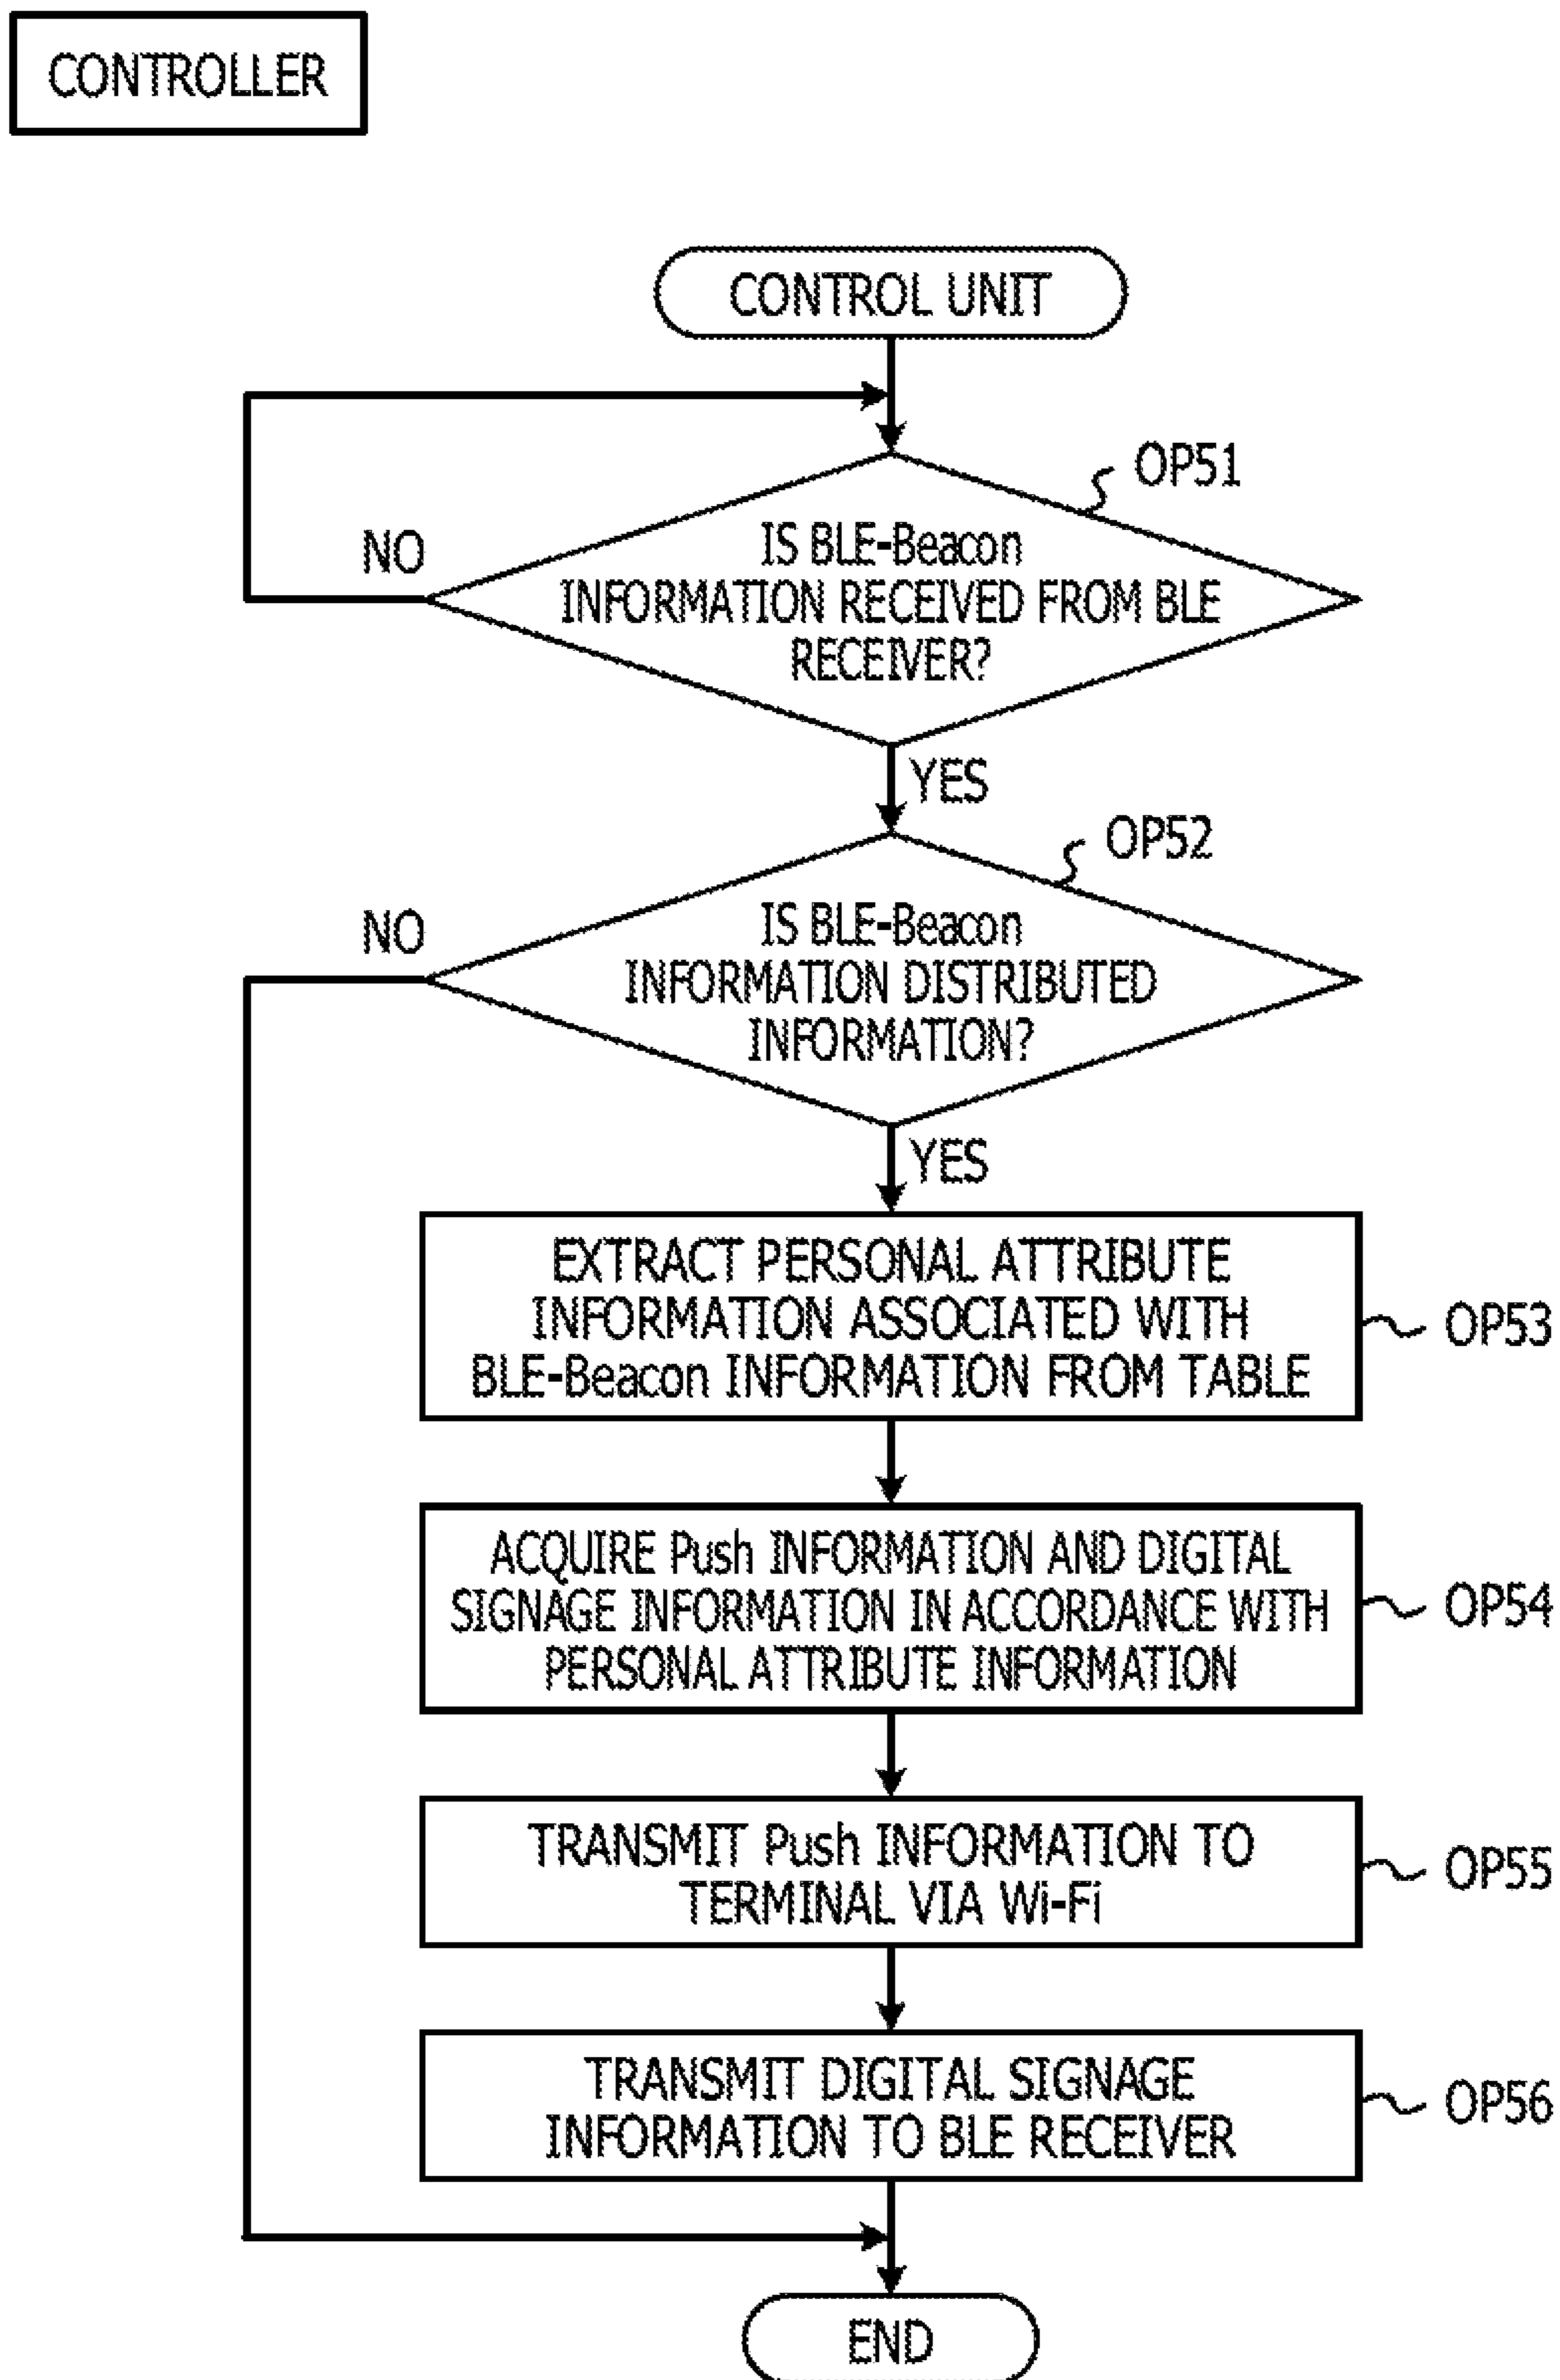 CONTROLLER
CONTROL UNIT
OP51
NO
IS BLE-Beacon
INFORMATION RECEIVED FROM BLE
RECEIVER?
YES
OP52
NO
IS BLE-Beacon
INFORMATION DISTRIBUTED
INFORMATION?
YES
EXTRACT PERSONAL ATTRIBUTE
INFORMATION ASSOCIATED WITH
BLE-Beacon INFORMATION FROM TABLE
OP53
ACQUIRE Push INFORMATION AND DIGITAL
SIGNAGE INFORMATION IN ACCORDANCE WITH
PERSONAL ATTRIBUTE INFORMATION
OP54
TRANSMIT Push INFORMATION TO
TERMINAL VIA Wi-Fi
OP55
TRANSMIT DIGITAL SIGNAGE
INFORMATION TO BLE RECEIVER
OP56
END